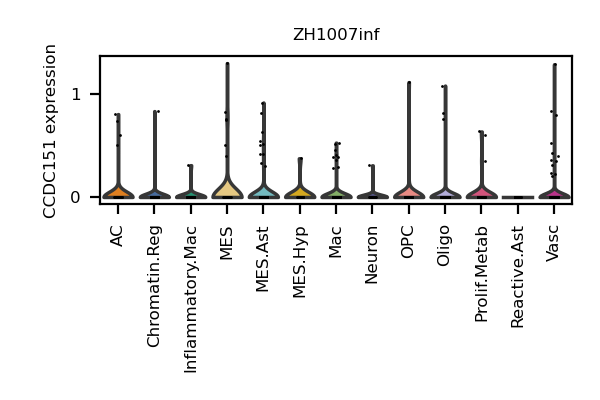 ZH1007inf
CCDC151 expression
1
0
AC
Chromatin.Reg
Inflammatory.Mac
MES
MES.Ast
MES.Hyp
Mac
Neuron
OPC
Oligo
Prolif.Metab
Reactive.Ast
Vasc